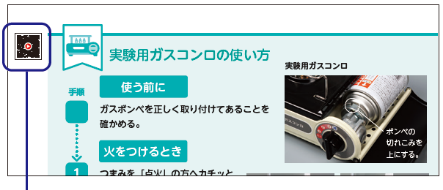 実験用ガスコンロの使い方
実験用ガスコンロ
手順
使う前に
ガスボンベを正しく取り付けてあることを
確かめる。
ボンベの
切れこみを
上にする。
火をつけるとき
1
つまみを「点火」の方へカチッと